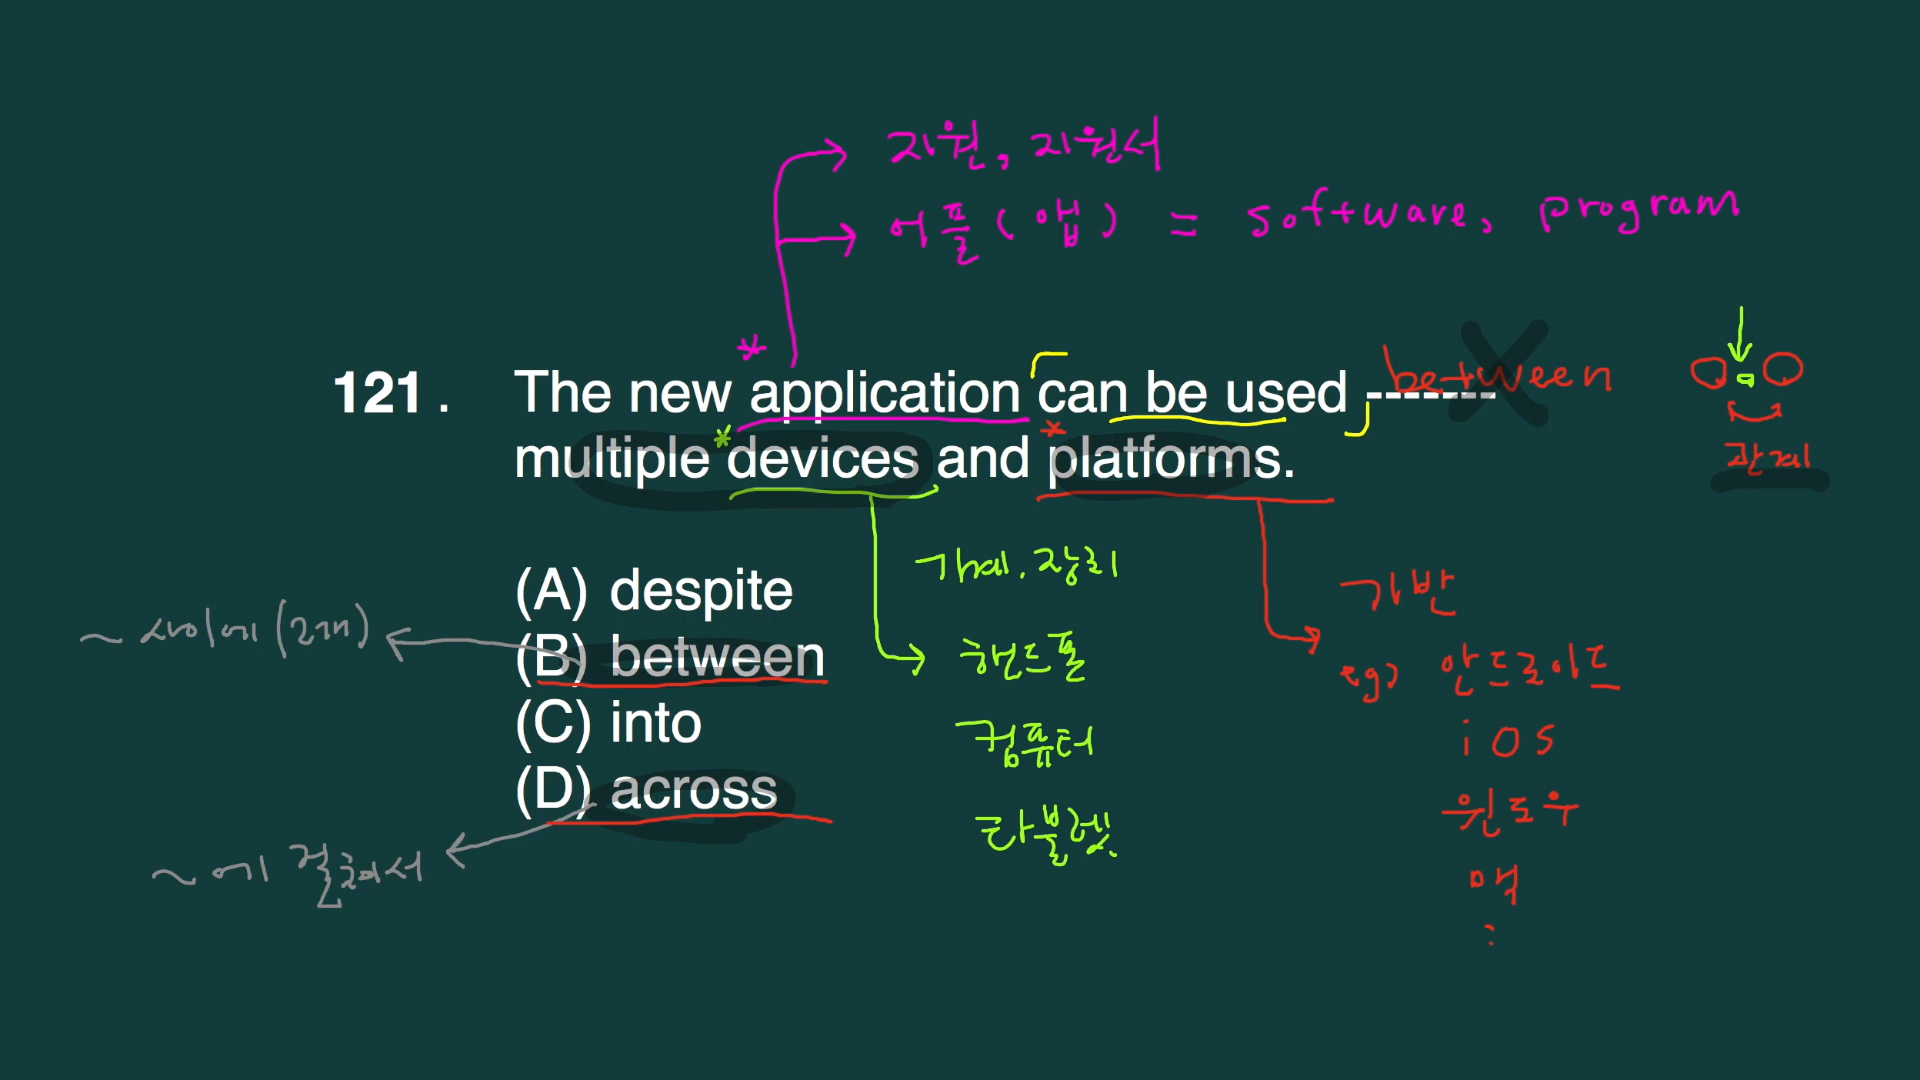 지원, 지원서
어플(앱) = software, program
121. The new application can be used ------- between
multiple devices and platforms.
관계
(A) despite
(B) between
(C) into
(D) across
~ 사이에(2개)
~에 걸쳐서
기계, 장치
핸드폰
컴퓨터
타블렛
기반
eg) 안드로이드
iOS
윈도우
맥
: